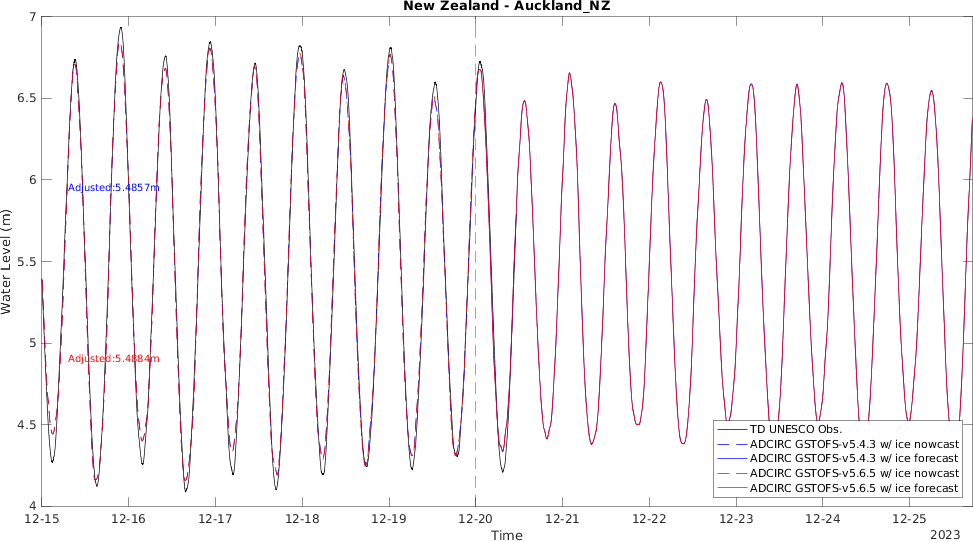 New Zealand - Auckland_NZ
7
6.5
6
5.5
5
4.5
4
Water Level (m)
Adjusted:5.4857m
Adjusted:5.4884m
TD UNESCO Obs.
ADCIRC GSTOFS-v5.4.3 w/ ice nowcast
ADCIRC GSTOFS-v5.4.3 w/ ice forecast
ADCIRC GSTOFS-v5.6.5 w/ ice nowcast
ADCIRC GSTOFS-v5.6.5 w/ ice forecast
12-15 12-16 12-17 12-18 12-19 12-20 12-21 12-22 12-23 12-24 12-25
Time
2023